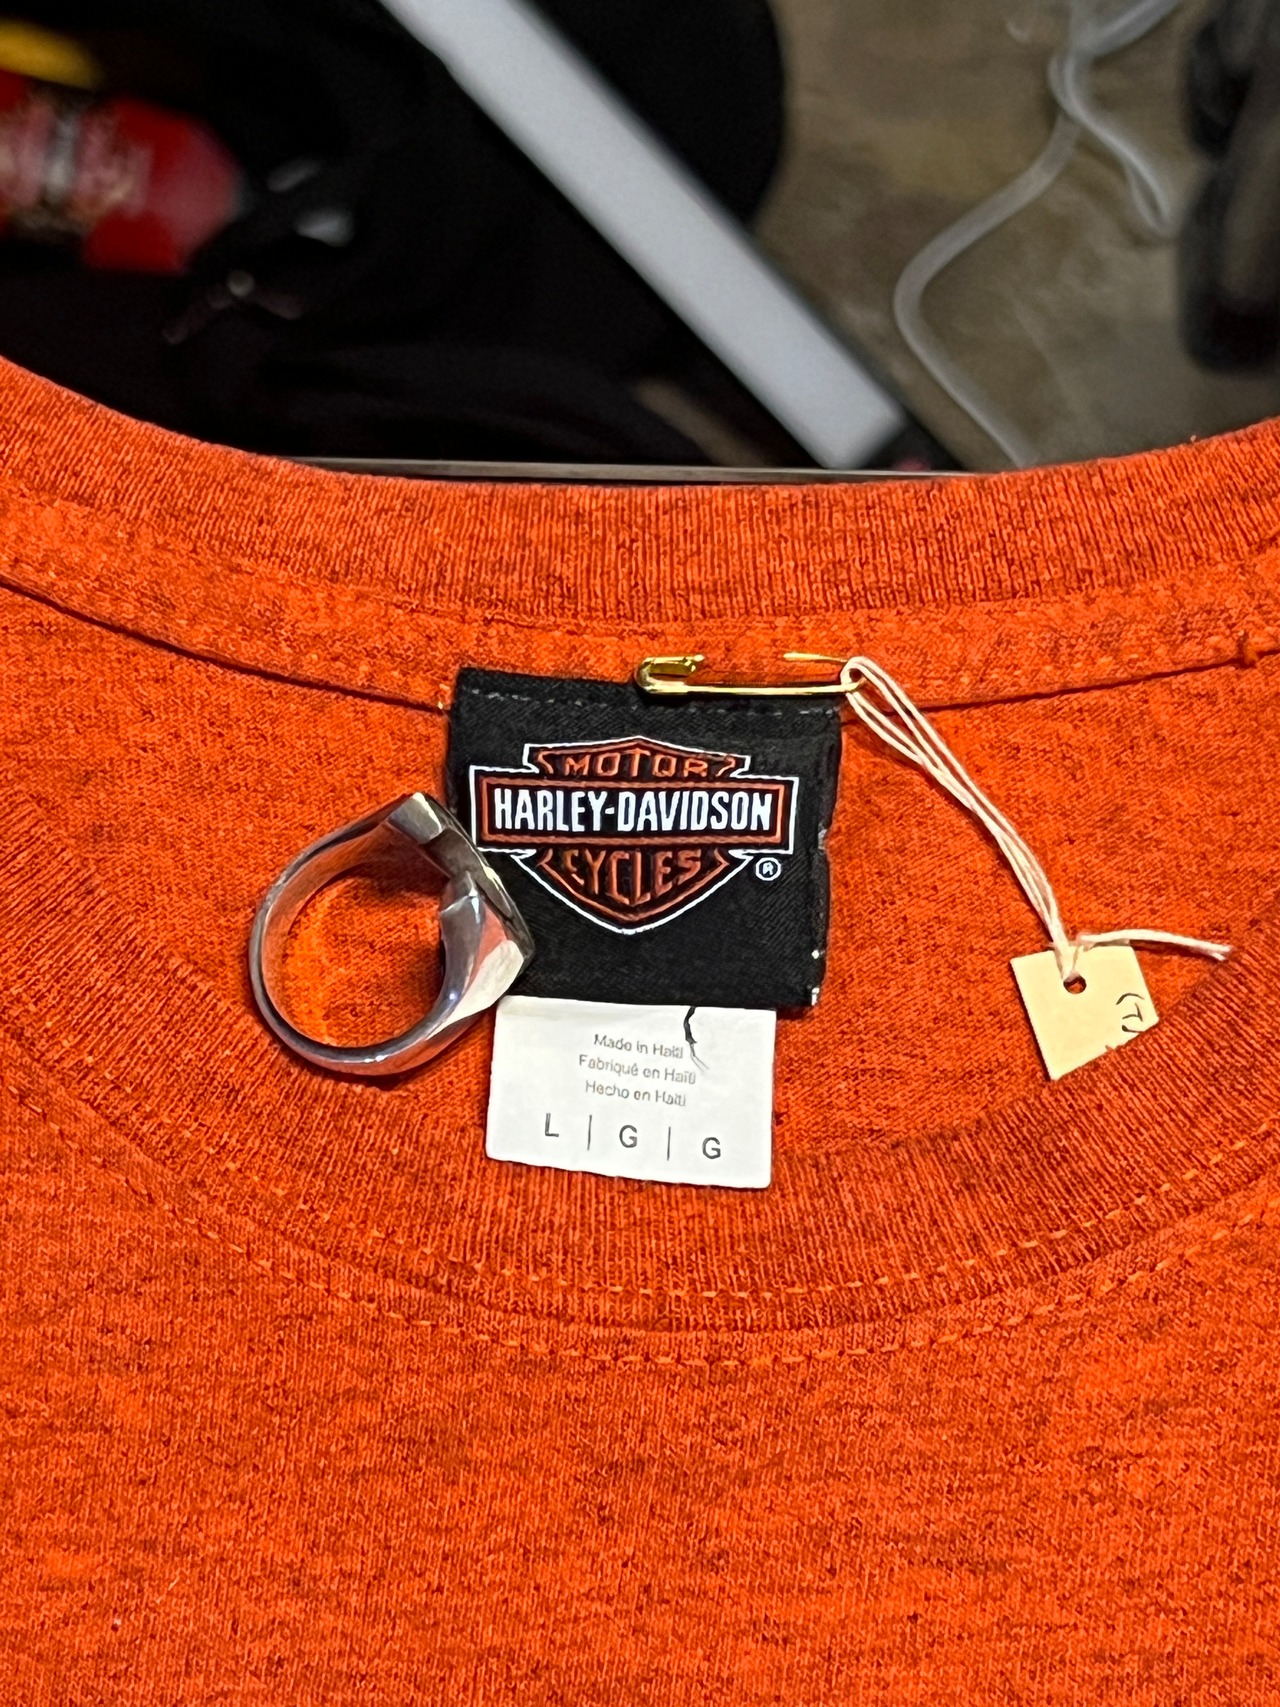 MOTOR
HARLEY-DAVIDSON
CYCLES
®
Made in Haiti
Fabriqué en Haïti
Hecho en Haití
L | G | G